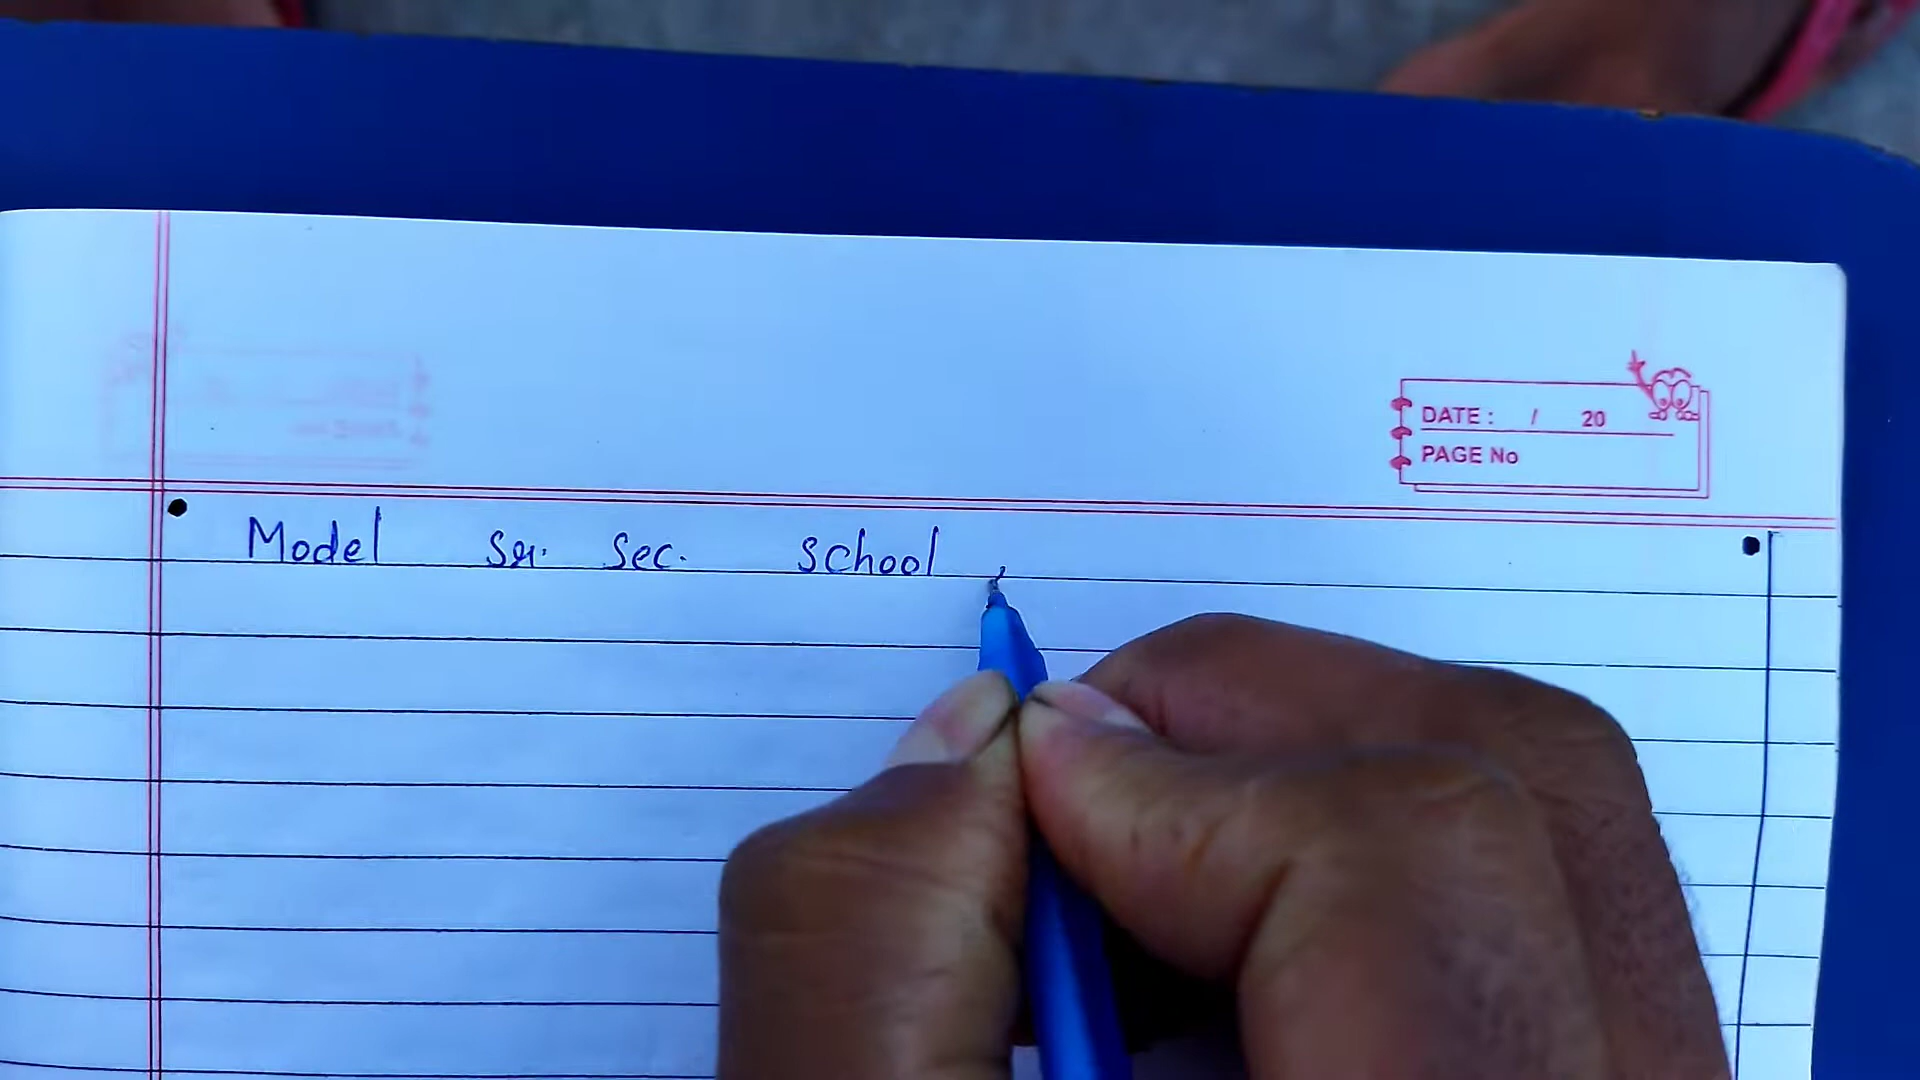 DATE : / 20
PAGE No
Model Sr. Sec. School ,